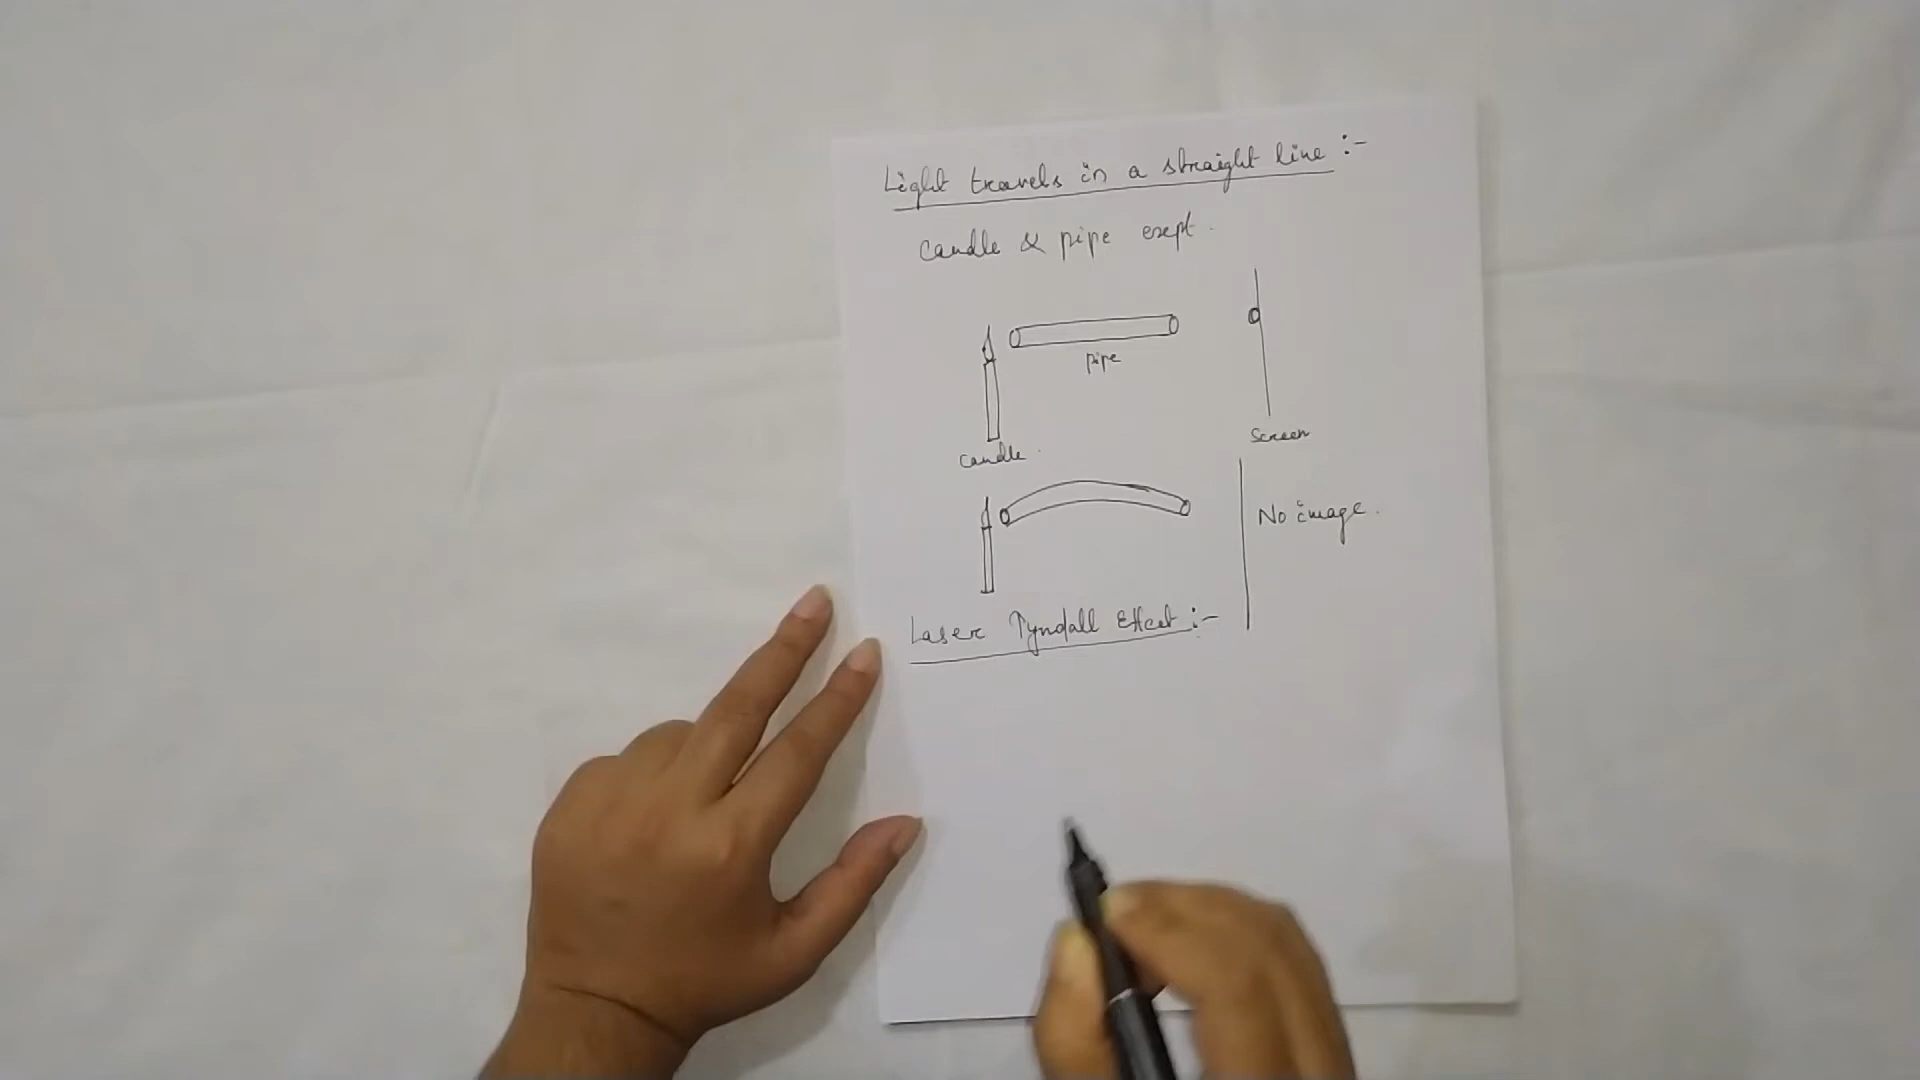 Light travels in a straight line :-
Candle & pipe expt.
pipe
Screen
Candle.
No image.
Laser Tyndall Effect :-